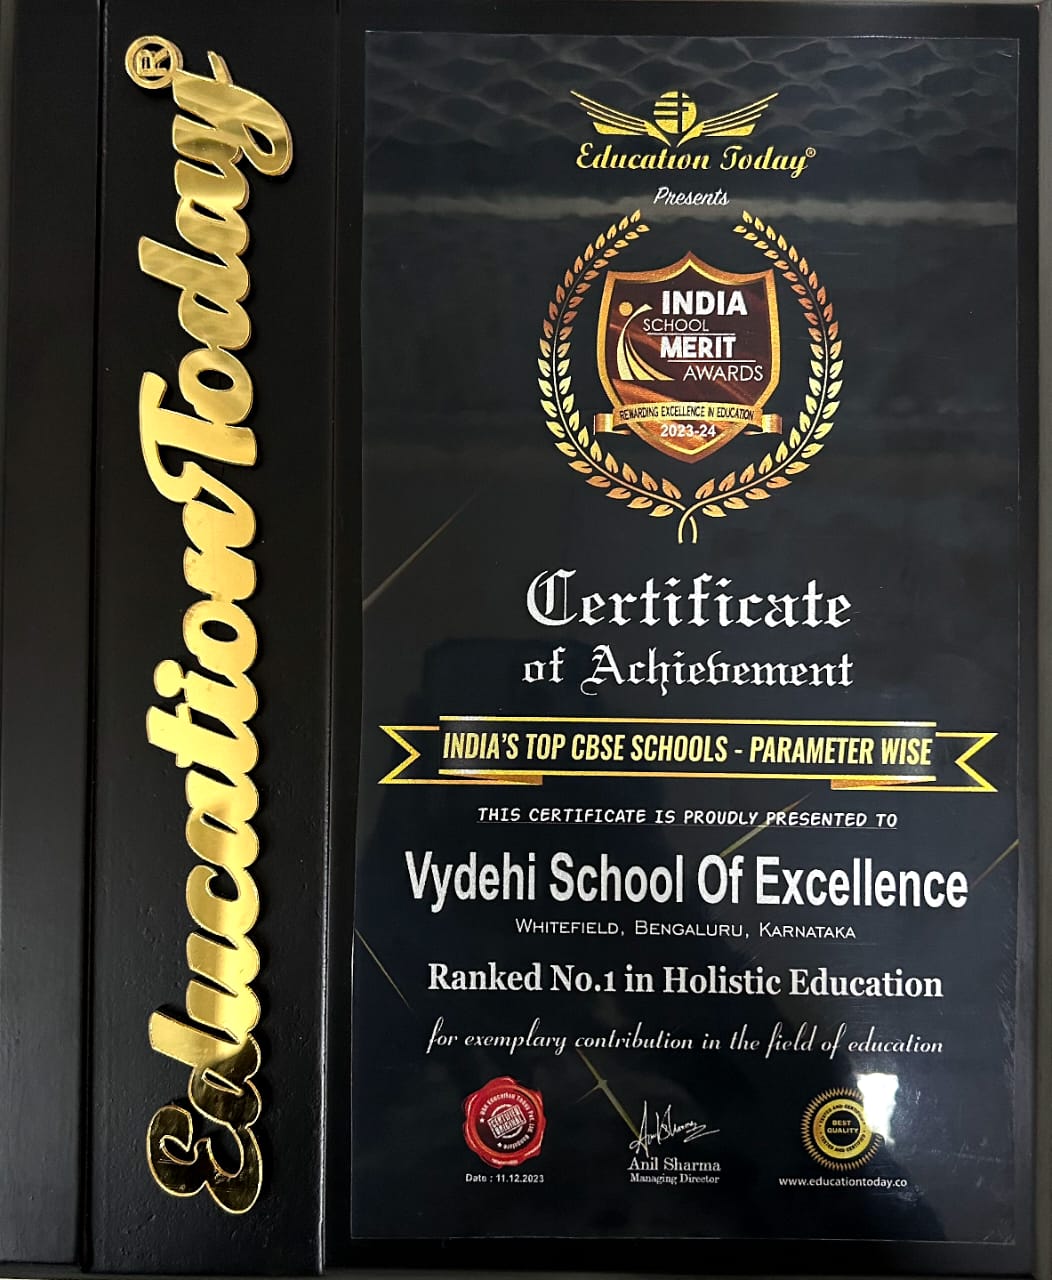 EducationToday®
Education Today®
Presents
INDIA
SCHOOL
MERIT
AWARDS
REWARDING EXCELLENCE IN EDUCATION
2023-24
Certificate
of Achievement
INDIA'S TOP CBSE SCHOOLS - PARAMETER WISE
THIS CERTIFICATE IS PROUDLY PRESENTED TO
Vydehi School Of Excellence
WHITEFIELD, BENGALURU, KARNATAKA
Ranked No.1 in Holistic Education
for exemplary contribution in the field of education
CERTIFIED
ORIGINAL
BEST
QUALITY
Anil Sharma
Managing Director
Date : 11.12.2023
www.educationtoday.co